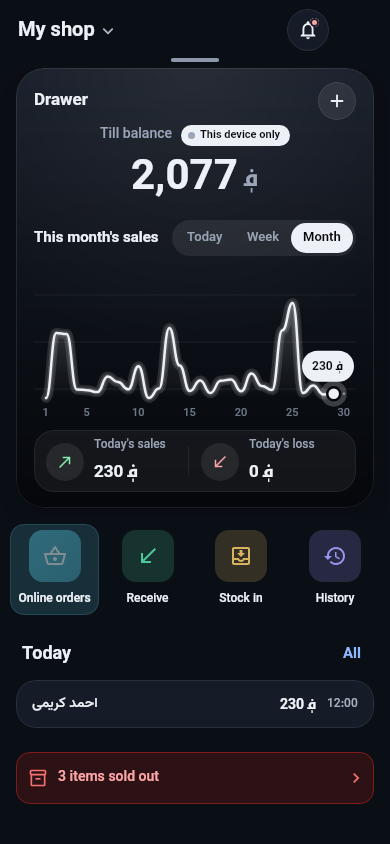 My shop
Drawer
Till balance
This device only
2,077 ؋
This month's sales
Today
Week
Month
230 ؋
1 5 10 15 20 25 30
Today's sales
230 ؋
Today's loss
0 ؋
Online orders
Receive
Stock in
History
Today
All
احمد کریمی
230 ؋
12:00
3 items sold out